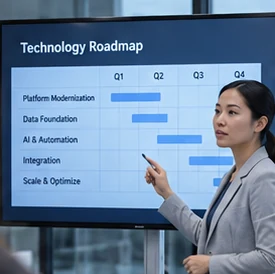 Technology Roadmap
Q1 Q2 Q3 Q4
Platform Modernization
Data Foundation
AI & Automation
Integration
Scale & Optimize